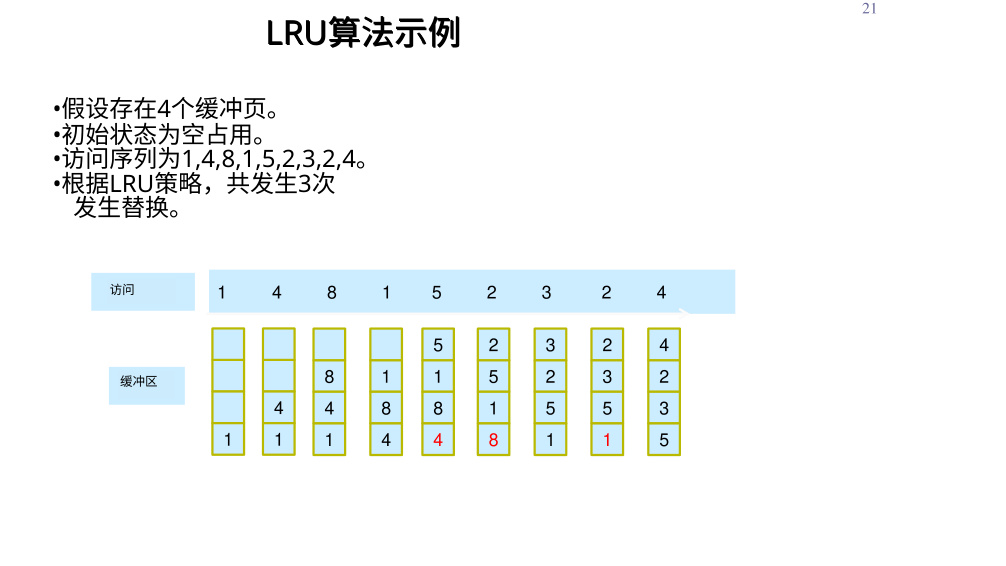 21
LRU算法示例
•假设存在4个缓冲页。
•初始状态为空占用。
•访问序列为1,4,8,1,5,2,3,2,4。
•根据LRU策略，共发生3次
发生替换。
访问 1 4 8 1 5 2 3 2 4
5 2 3 2 4
缓冲区 8 1 1 5 2 3 2
4 4 8 8 1 5 5 3
1 1 1 4 4 8 1 1 5